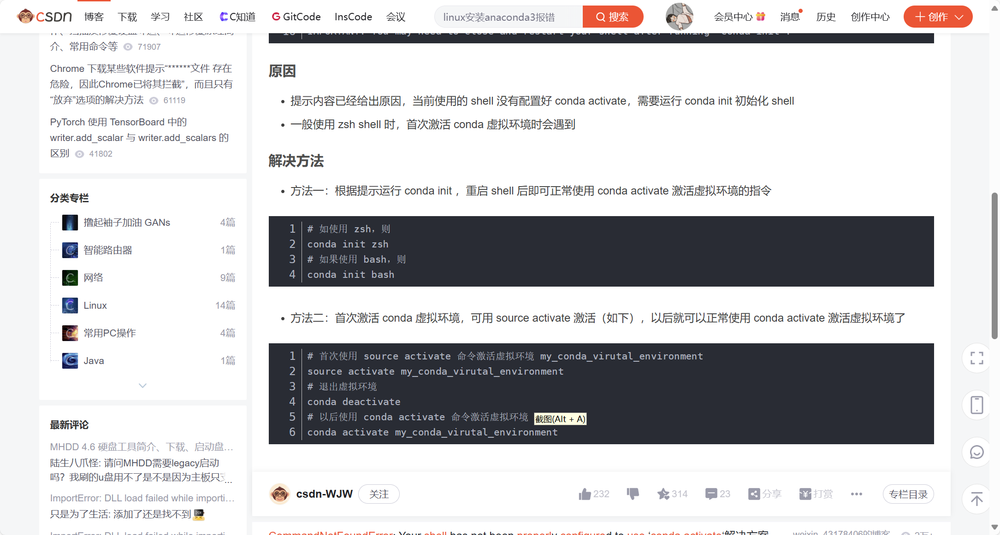 CSDN 博客 下载 学习 社区 C知道 GitCode InsCode 会议 linux安装anaconda3报错 搜索 会员中心 消息 历史 创作中心 创作
介、常用命令等 71907
Chrome 下载某些软件提示“******文件 存在
危险，因此Chrome已将其拦截”，而且只有
“放弃”选项的解决方法 61119
PyTorch 使用 TensorBoard 中的
writer.add_scalar 与 writer.add_scalars 的
区别 41802
分类专栏
撸起袖子加油 GANs 4篇
智能路由器 1篇
网络 9篇
Linux 14篇
常用PC操作 4篇
Java 1篇
最新评论
MHDD 4.6 硬盘工具简介、下载、启动盘…
陆生八爪怪: 请问MHDD需要legacy启动
吗？我刷的u盘用不了是不是因为主板只支...
ImportError: DLL load failed while importi…
只是为了生活: 添加了还是找不到
ImportError: DLL load failed while importi
IMPORTANT: You may need to close and restart your shell after running 'conda init'.
原因
提示内容已经给出原因，当前使用的 shell 没有配置好 conda activate，需要运行 conda init 初始化 shell
一般使用 zsh shell 时，首次激活 conda 虚拟环境时会遇到
解决方法
方法一：根据提示运行 conda init ，重启 shell 后即可正常使用 conda activate 激活虚拟环境的指令
1 # 如使用 zsh，则
2 conda init zsh
3 # 如果使用 bash，则
4 conda init bash
方法二：首次激活 conda 虚拟环境，可用 source activate 激活（如下），以后就可以正常使用 conda activate 激活虚拟环境了
1 # 首次使用 source activate 命令激活虚拟环境 my_conda_virutal_environment
2 source activate my_conda_virutal_environment
3 # 退出虚拟环境
4 conda deactivate
5 # 以后使用 conda activate 命令激活虚拟环境
截图(Alt + A)
6 conda activate my_conda_virutal_environment
csdn-WJW 关注 232 314 23 分享 打赏 专栏目录
CommandNotFoundError: Your shell has not been properly configured to use ‘conda activate‘解决方案 weixin_43178406的博客 2万+